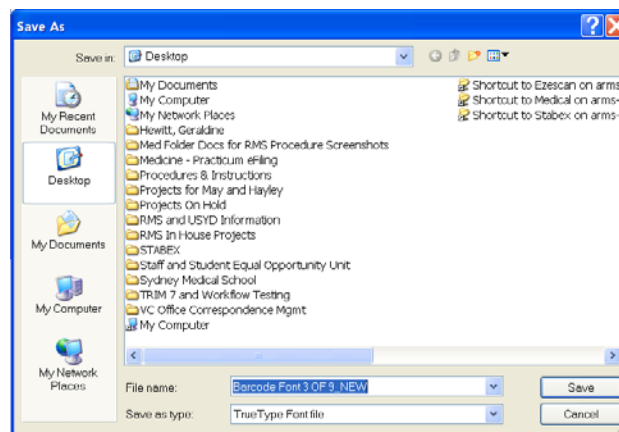 Save As
Save in: Desktop
My Recent
Documents
Desktop
My Documents
My Computer
My Network
Places
My Documents
My Computer
My Network Places
Hewitt, Geraldine
Med Folder Docs for RMS Procedure Screenshots
Medicine - Practicum eFiling
Procedures & Instructions
Projects for May and Hayley
Projects On Hold
RMS and USYD Information
RMS In House Projects
STABEX
Staff and Student Equal Opportunity Unit
Sydney Medical School
TRIM 7 and Workflow Testing
VC Office Correspondence Mgmt
My Computer
Shortcut to Ezescan on arms-
Shortcut to Medical on arms-
Shortcut to Stabex on arms-
File name: Barcode Font 3 OF 9_NEW
Save
Save as type: TrueType Font file
Cancel